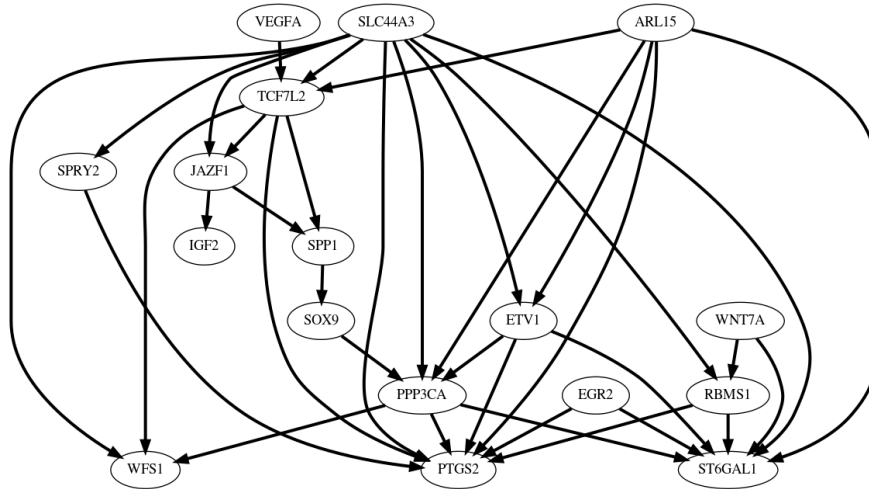 VEGFA
SLC44A3
ARL15
TCF7L2
SPRY2
JAZF1
IGF2
SPP1
SOX9
ETV1
WNT7A
PPP3CA
EGR2
RBMS1
WFS1
PTGS2
ST6GAL1